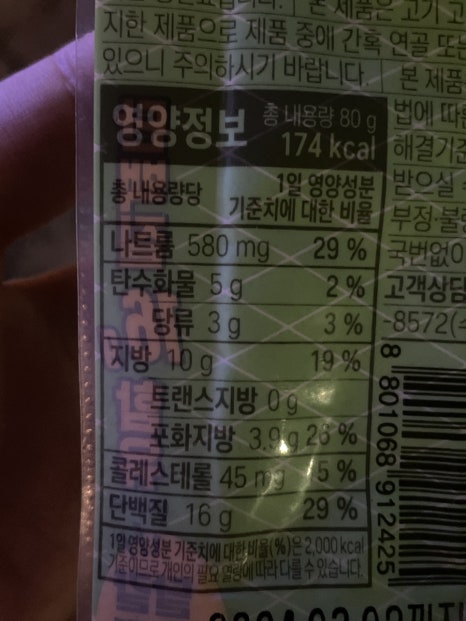 본 제품은 고기
지한 제품으로 제품 중에 간혹 연골 또는
있으니 주의하시기 바랍니다. 본 제품
영양정보 총 내용량 80 g
174 kcal
총 내용량당 1일 영양성분
기준치에 대한 비율
나트륨 580 mg 29 %
탄수화물 5 g 2 %
당류 3 g 3 %
지방 10 g 19 %
트랜스지방 0 g
포화지방 3.9 g 26 %
콜레스테롤 45 mg 15 %
단백질 16 g 29 %
1일 영양성분 기준치에 대한 비율(%)은 2,000 kcal
기준이므로 개인의 필요 열량에 따라 다를 수 있습니다.
법에 따
해결기준
받으실
부정·불량
국번없이
고객상담
-8572(
8 801068 912425